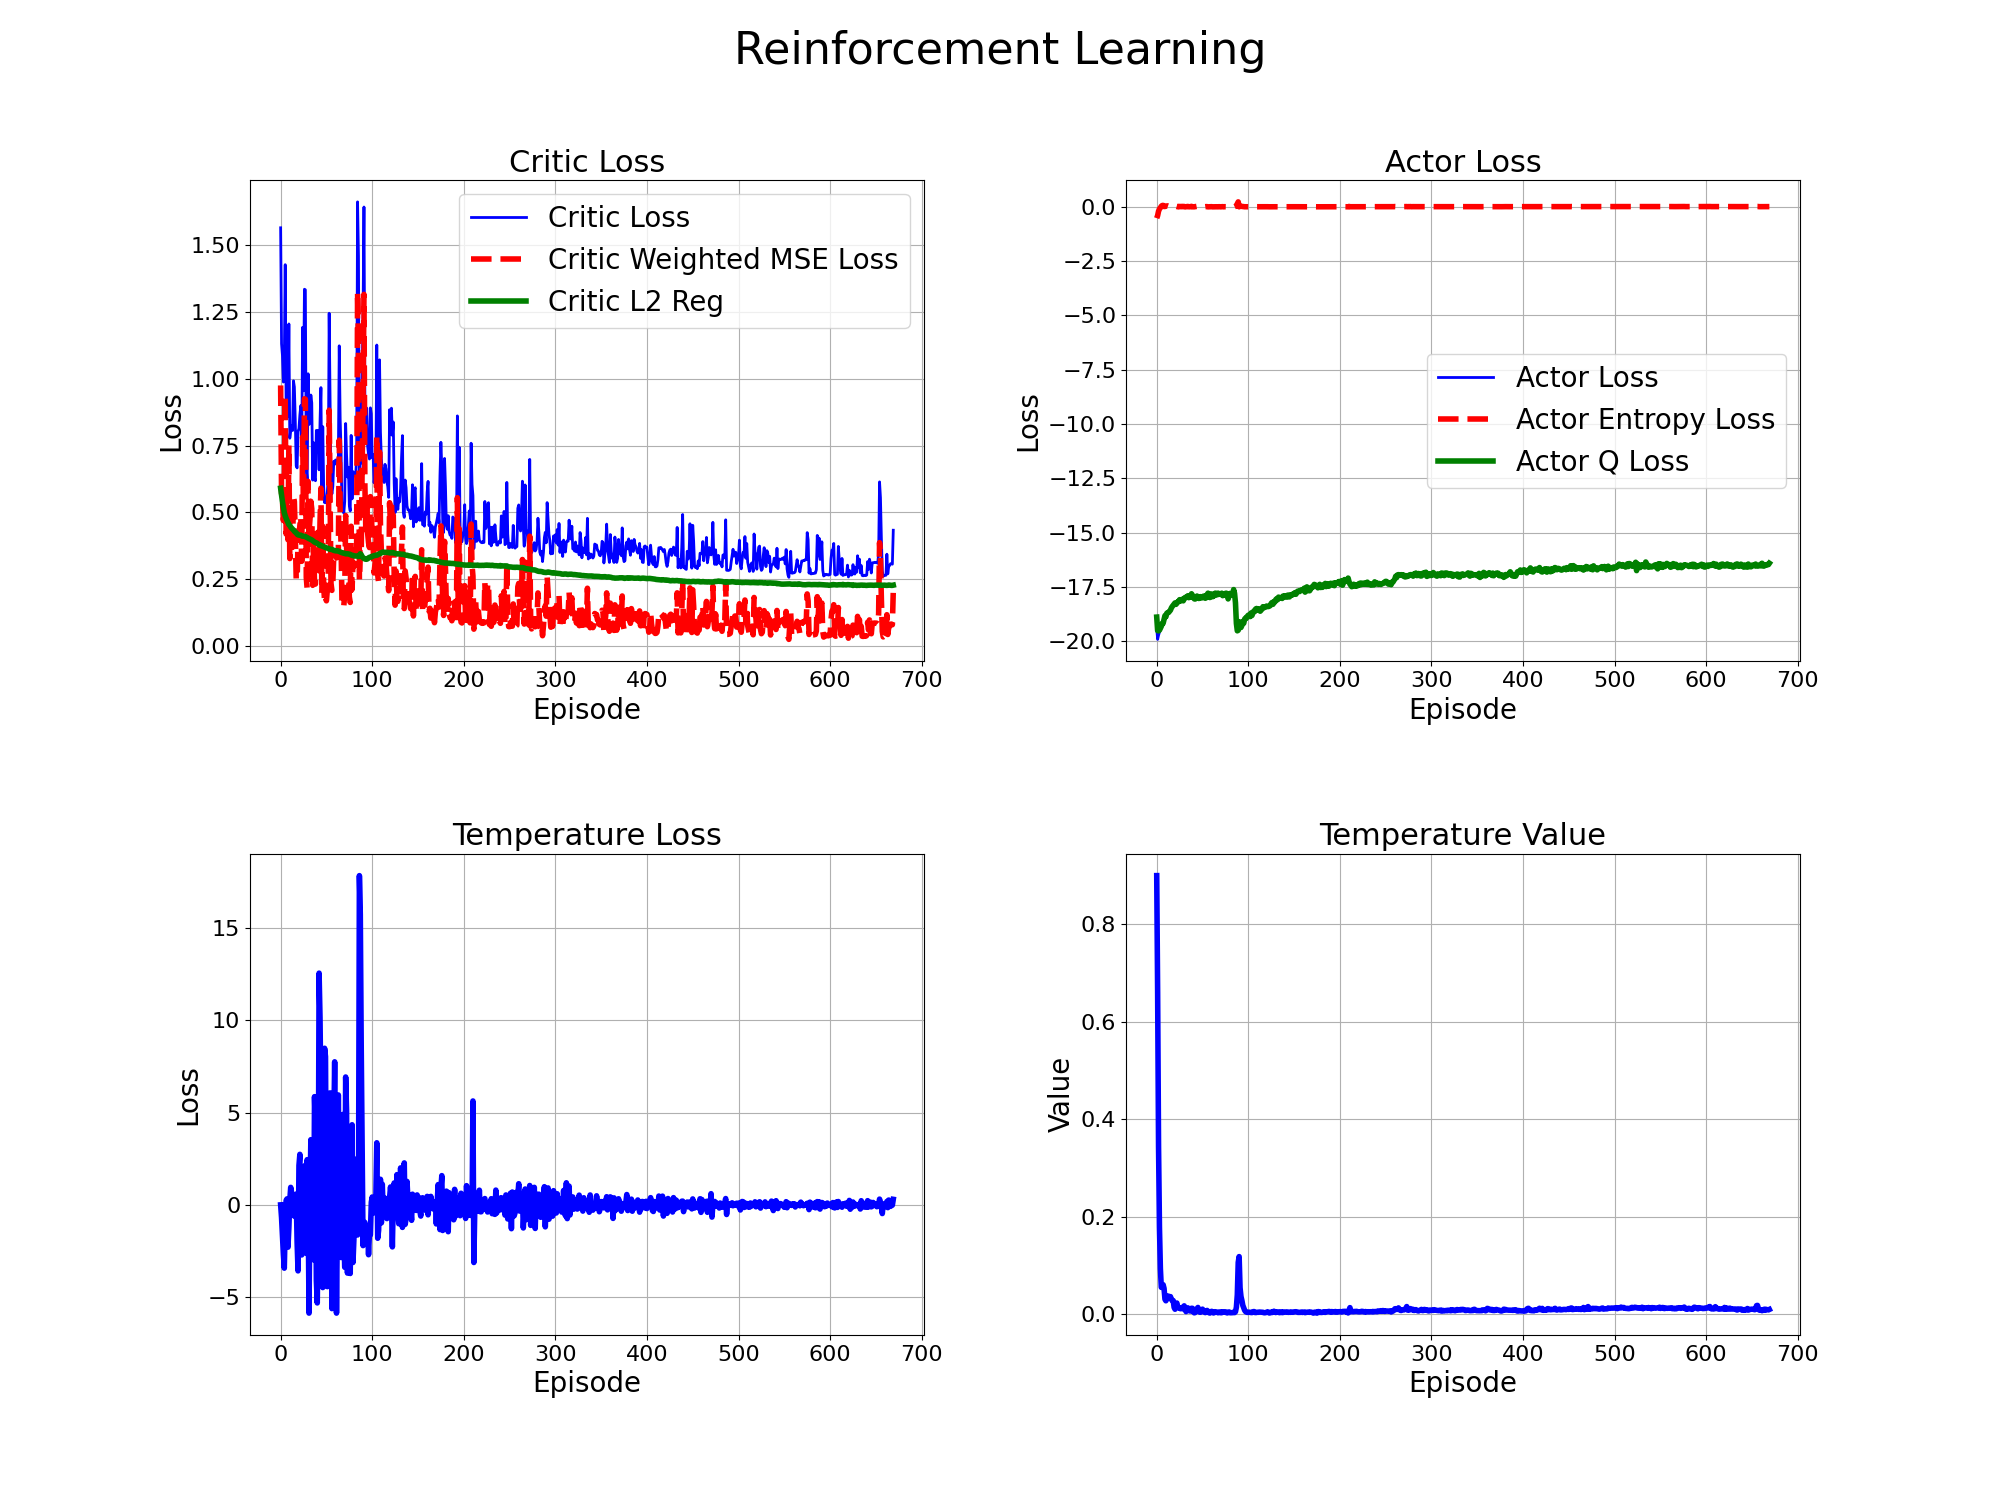 Reinforcement Learning
Critic Loss
Critic Loss
Critic Weighted MSE Loss
Critic L2 Reg
1.50
1.25
1.00
0.75
0.50
0.25
0.00
Loss
0 100 200 300 400 500 600 700
Episode
Actor Loss
Actor Loss
Actor Entropy Loss
Actor Q Loss
0.0
−2.5
−5.0
−7.5
−10.0
−12.5
−15.0
−17.5
−20.0
Loss
0 100 200 300 400 500 600 700
Episode
Temperature Loss
15
10
5
0
−5
Loss
0 100 200 300 400 500 600 700
Episode
Temperature Value
0.8
0.6
0.4
0.2
0.0
Value
0 100 200 300 400 500 600 700
Episode